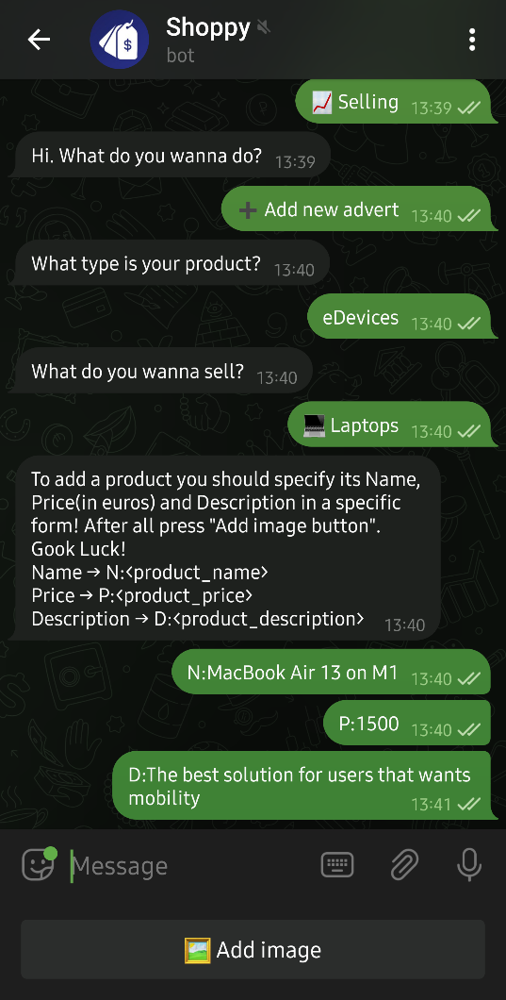 Shoppy
bot
$
📈 Selling 13:39
Hi. What do you wanna do? 13:39
➕ Add new advert 13:40
What type is your product? 13:40
eDevices 13:40
What do you wanna sell? 13:40
💻 Laptops 13:40
To add a product you should specify its Name,
Price(in euros) and Description in a specific
form! After all press "Add image button".
Gook Luck!
Name → N:<product_name>
Price → P:<product_price>
Description → D:<product_description> 13:40
N:MacBook Air 13 on M1 13:40
P:1500 13:40
D:The best solution for users that wants
mobility 13:41
Message
🖼️ Add image